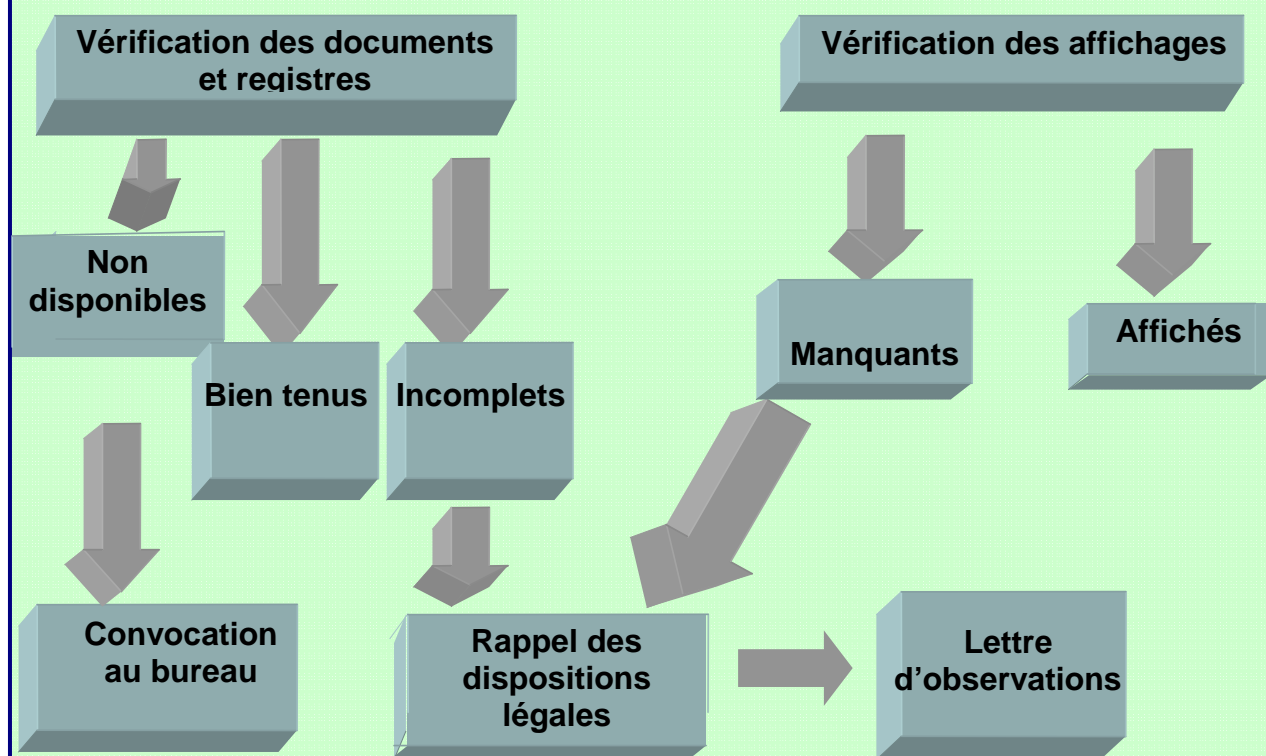 Vérification des documents
et registres
Vérification des affichages
Non
disponibles
Affichés
Manquants
Bien tenus
Incomplets
Convocation
au bureau
Rappel des
dispositions
légales
Lettre
d’observations